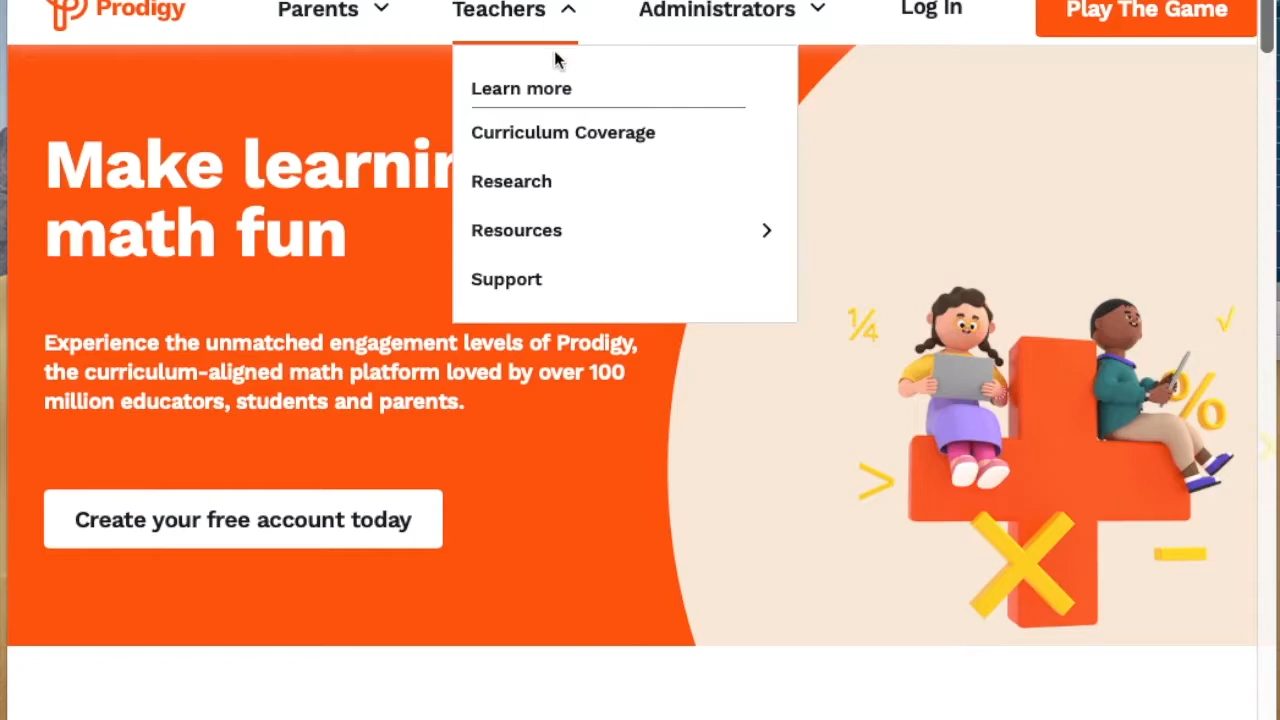 Prodigy
Parents
Teachers
Administrators
Log In
Play The Game
Learn more
Curriculum Coverage
Research
Resources
Support
Make learnin
math fun
Experience the unmatched engagement levels of Prodigy,
the curriculum-aligned math platform loved by over 100
million educators, students and parents.
Create your free account today
¼
√
%
>